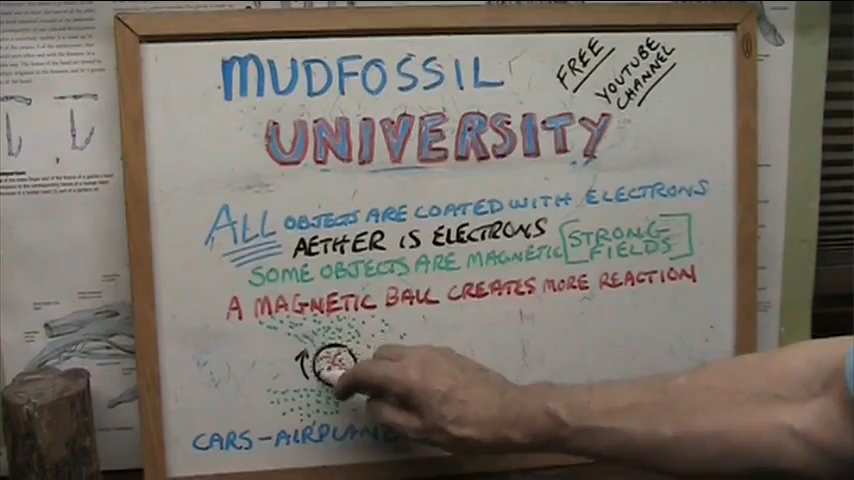 MUDFOSSIL
FREE
YOUTUBE
CHANNEL
UNIVERSITY
ALL OBJECTS ARE COATED WITH ELECTRONS
AETHER IS ELECTRONS
SOME OBJECTS ARE MAGNETIC [STRONG
FIELDS]
A MAGNETIC BALL CREATES MORE REACTION
CARS-AIRPLANE